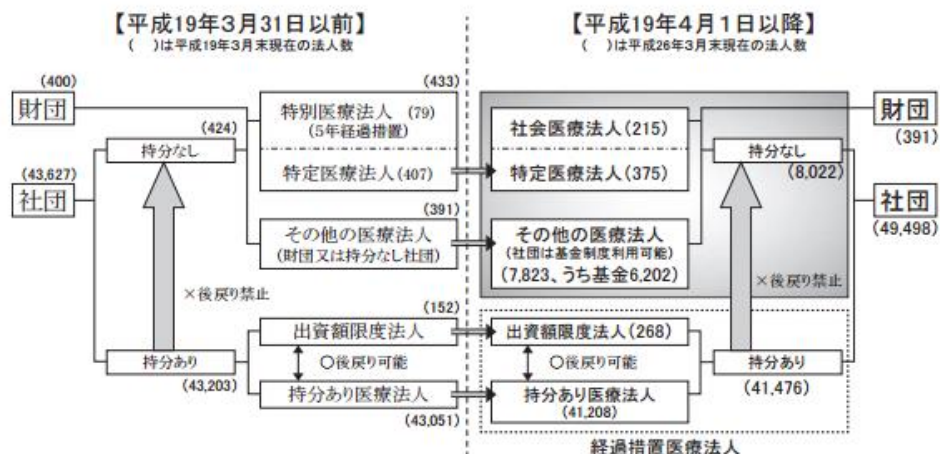 【平成19年3月31日以前】
(　)は平成19年3月末現在の法人数
(400)
財団
(43,627)
社団
(424)
持分なし
×後戻り禁止
持分あり
(43,203)
(433)
特別医療法人 (79)
(5年経過措置)
特定医療法人(407)
(391)
その他の医療法人
(財団又は持分なし社団)
(152)
出資額限度法人
○後戻り可能
持分あり医療法人
(43,051)
【平成19年4月1日以降】
(　)は平成26年3月末現在の法人数
社会医療法人(215)
特定医療法人(375)
その他の医療法人
(社団は基金制度利用可能)
(7,823、うち基金6,202)
出資額限度法人(268)
○後戻り可能
持分あり医療法人
(41,208)
持分なし
(8,022)
×後戻り禁止
持分あり
(41,476)
経過措置医療法人
財団
(391)
社団
(49,498)